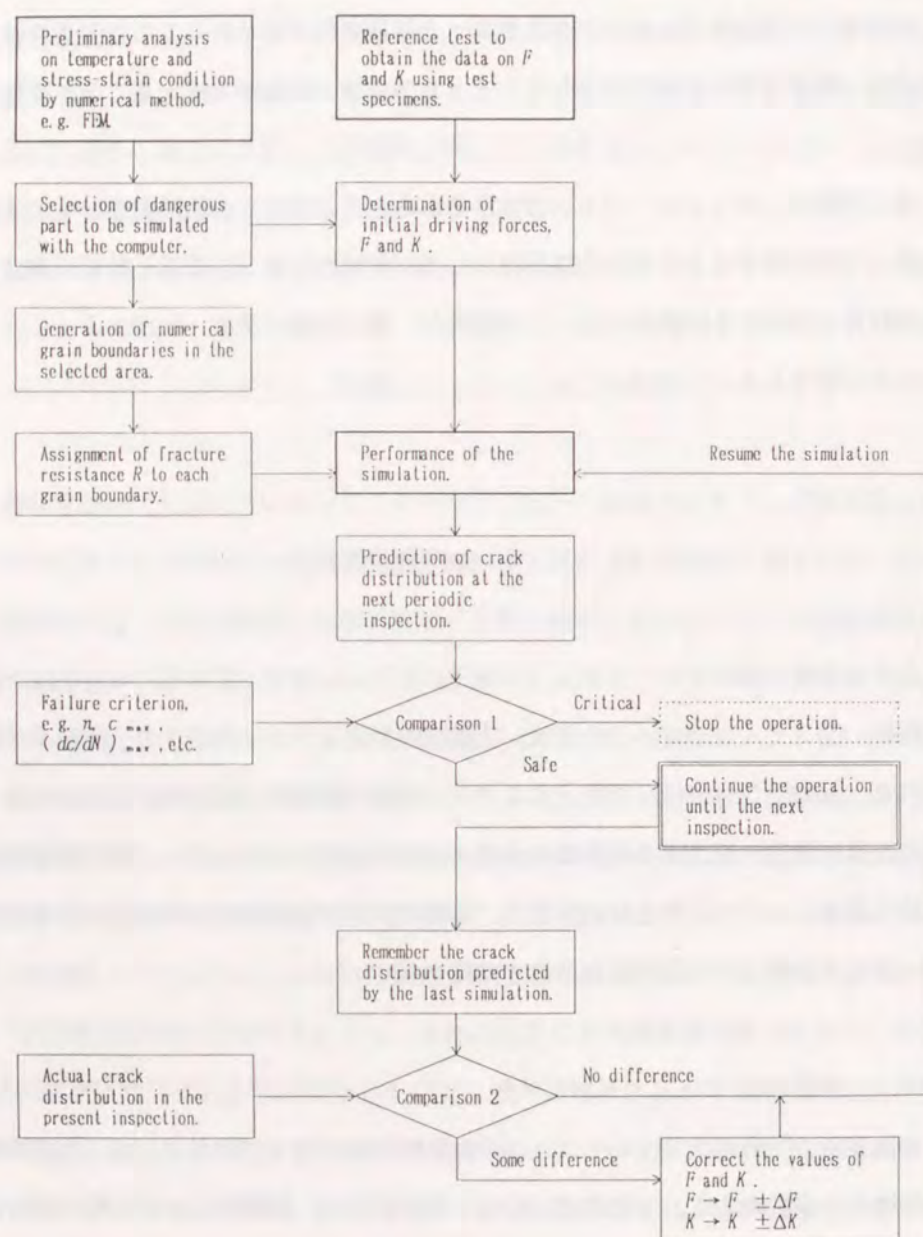 Preliminary analysis
on temperature and
stress-strain condition
by numerical method,
e.g. FEM.
Reference test to
obtain the data on F
and K using test
specimens.
Selection of dangerous
part to be simulated
with the computer.
Determination of
initial driving forces,
F and K.
Generation of numerical
grain boundaries in the
selected area.
Assignment of fracture
resistance R to each
grain boundary.
Performance of the
simulation.
Resume the simulation
Prediction of crack
distribution at the
next periodic
inspection.
Failure criterion,
e.g. n, c max,
(dc/dN) max, etc.
Comparison 1
Critical
Stop the operation.
Safe
Continue the operation
until the next
inspection.
Remember the crack
distribution predicted
by the last simulation.
Actual crack
distribution in the
present inspection.
Comparison 2
No difference
Some difference
Correct the values of
F and K.
F → F ±ΔF
K → K ±ΔK